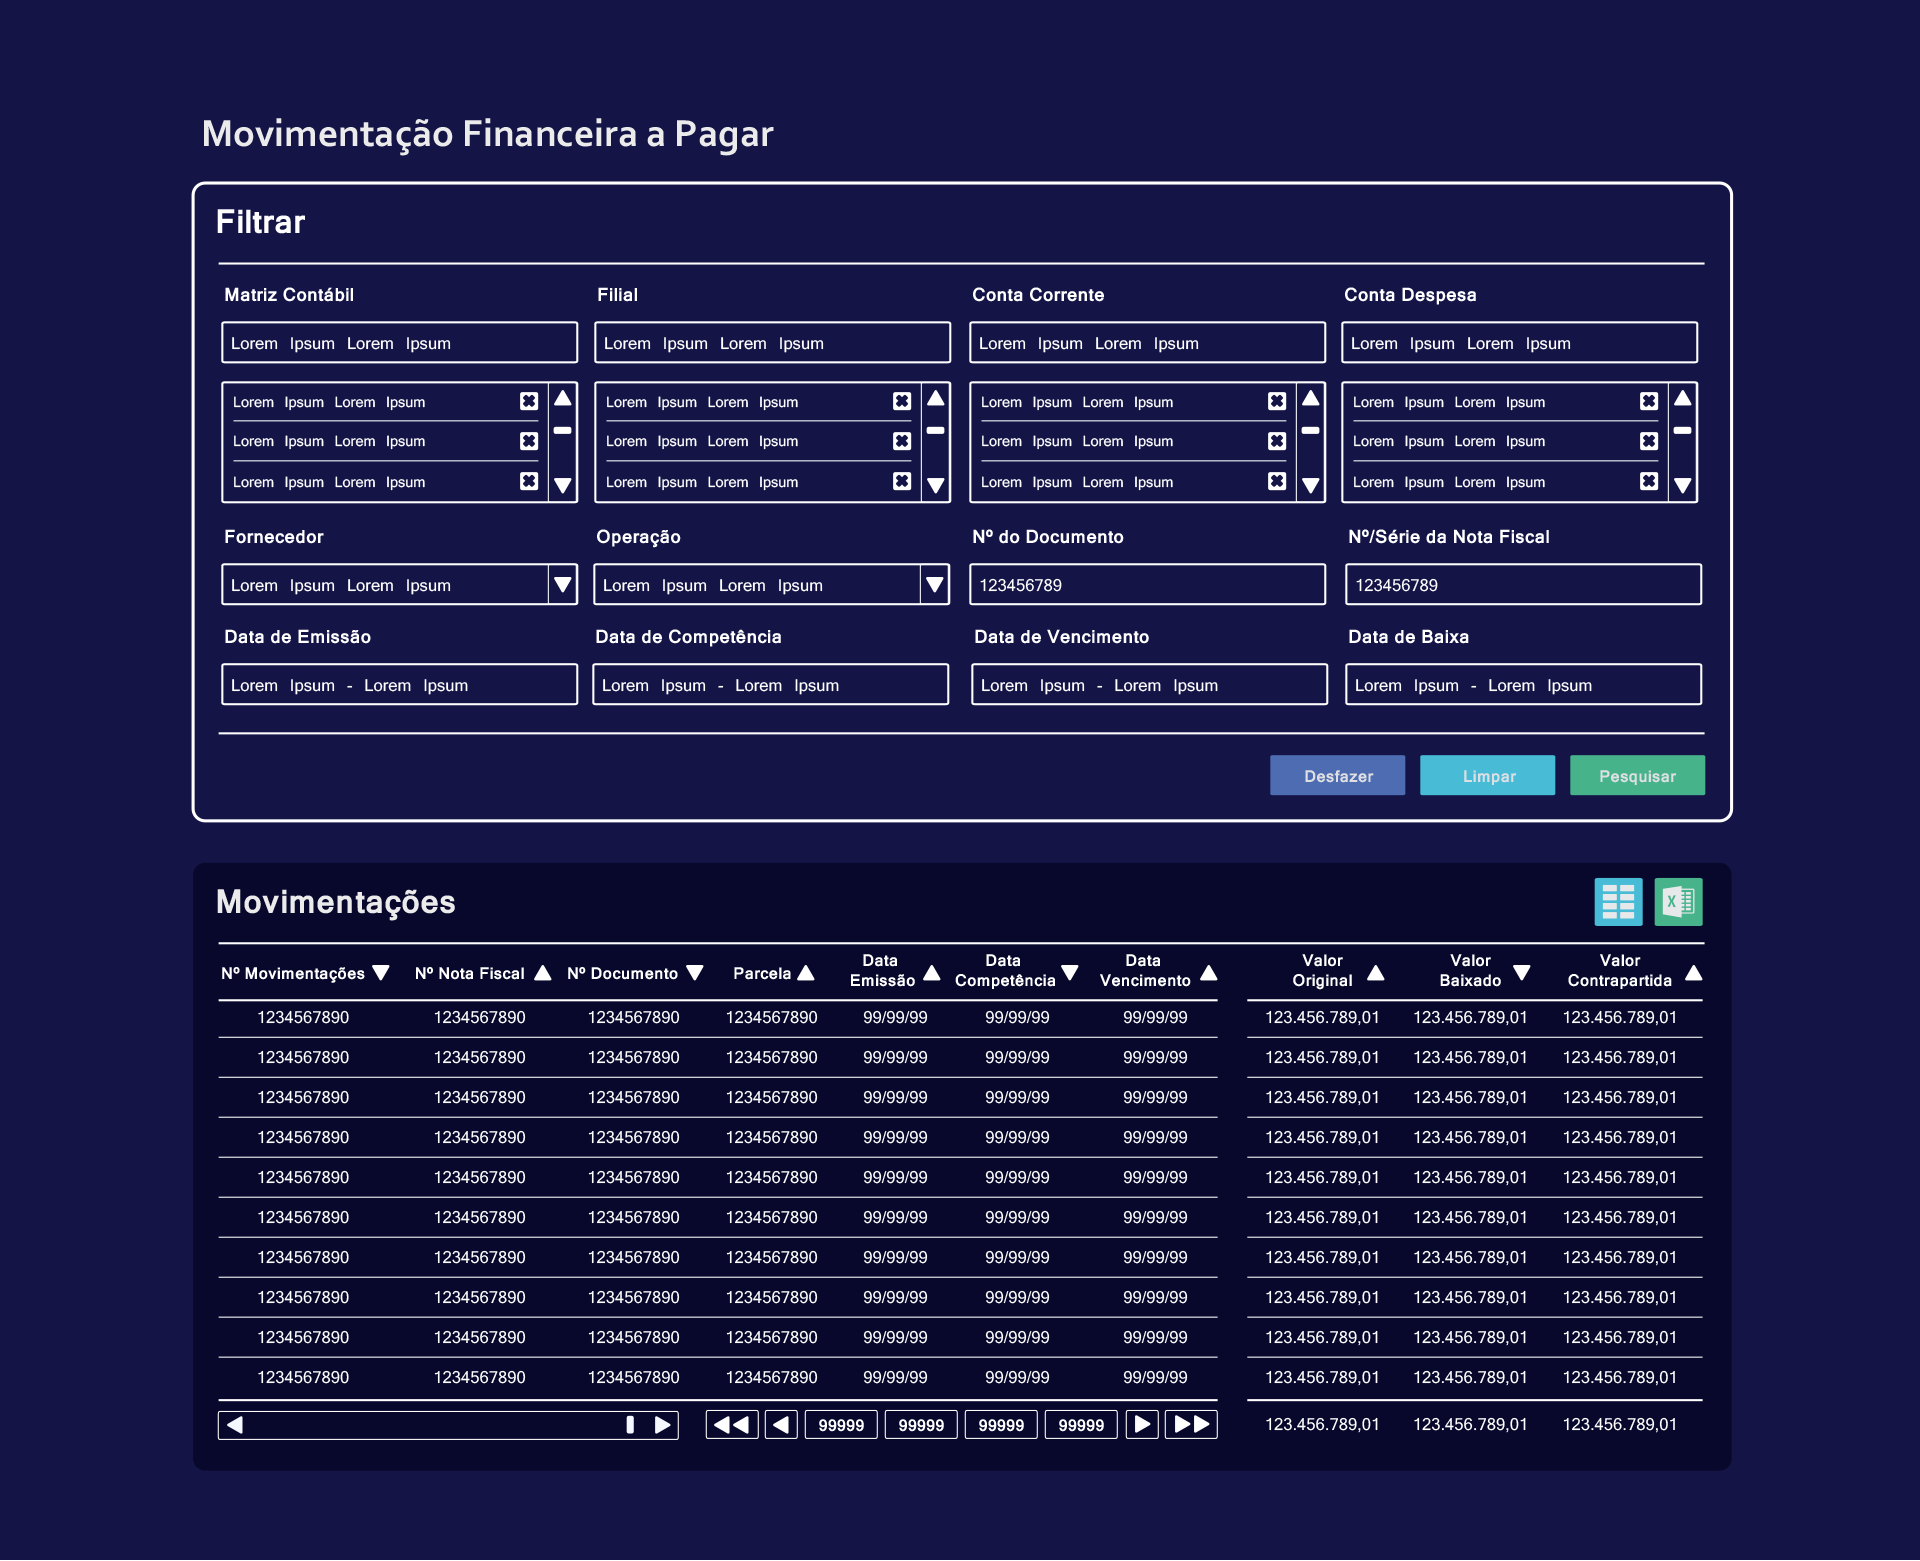 Movimentação Financeira a Pagar
Filtrar
Matriz Contábil Filial Conta Corrente Conta Despesa
Lorem Ipsum Lorem Ipsum Lorem Ipsum Lorem Ipsum Lorem Ipsum Lorem Ipsum Lorem Ipsum Lorem Ipsum
Lorem Ipsum Lorem Ipsum Lorem Ipsum Lorem Ipsum Lorem Ipsum Lorem Ipsum Lorem Ipsum Lorem Ipsum
Lorem Ipsum Lorem Ipsum Lorem Ipsum Lorem Ipsum Lorem Ipsum Lorem Ipsum Lorem Ipsum Lorem Ipsum
Lorem Ipsum Lorem Ipsum Lorem Ipsum Lorem Ipsum Lorem Ipsum Lorem Ipsum Lorem Ipsum Lorem Ipsum
Fornecedor Operação Nº do Documento Nº/Série da Nota Fiscal
Lorem Ipsum Lorem Ipsum Lorem Ipsum Lorem Ipsum 123456789 123456789
Data de Emissão Data de Competência Data de Vencimento Data de Baixa
Lorem Ipsum - Lorem Ipsum Lorem Ipsum - Lorem Ipsum Lorem Ipsum - Lorem Ipsum Lorem Ipsum - Lorem Ipsum
Desfazer Limpar Pesquisar
Movimentações X
Nº Movimentações Nº Nota Fiscal Nº Documento Parcela Data Emissão Data Competência Data Vencimento Valor Original Valor Baixado Valor Contrapartida
1234567890 1234567890 1234567890 1234567890 99/99/99 99/99/99 99/99/99 123.456.789,01 123.456.789,01 123.456.789,01
1234567890 1234567890 1234567890 1234567890 99/99/99 99/99/99 99/99/99 123.456.789,01 123.456.789,01 123.456.789,01
1234567890 1234567890 1234567890 1234567890 99/99/99 99/99/99 99/99/99 123.456.789,01 123.456.789,01 123.456.789,01
1234567890 1234567890 1234567890 1234567890 99/99/99 99/99/99 99/99/99 123.456.789,01 123.456.789,01 123.456.789,01
1234567890 1234567890 1234567890 1234567890 99/99/99 99/99/99 99/99/99 123.456.789,01 123.456.789,01 123.456.789,01
1234567890 1234567890 1234567890 1234567890 99/99/99 99/99/99 99/99/99 123.456.789,01 123.456.789,01 123.456.789,01
1234567890 1234567890 1234567890 1234567890 99/99/99 99/99/99 99/99/99 123.456.789,01 123.456.789,01 123.456.789,01
1234567890 1234567890 1234567890 1234567890 99/99/99 99/99/99 99/99/99 123.456.789,01 123.456.789,01 123.456.789,01
1234567890 1234567890 1234567890 1234567890 99/99/99 99/99/99 99/99/99 123.456.789,01 123.456.789,01 123.456.789,01
1234567890 1234567890 1234567890 1234567890 99/99/99 99/99/99 99/99/99 123.456.789,01 123.456.789,01 123.456.789,01
99999 99999 99999 99999 123.456.789,01 123.456.789,01 123.456.789,01